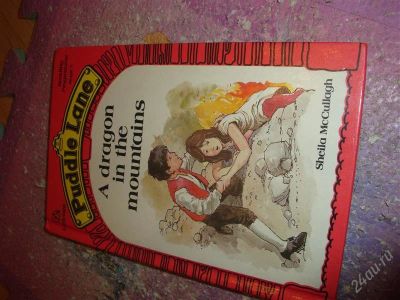 Puddle Lane
A dragon
in the
mountains
Sheila McCullagh
24au.ru